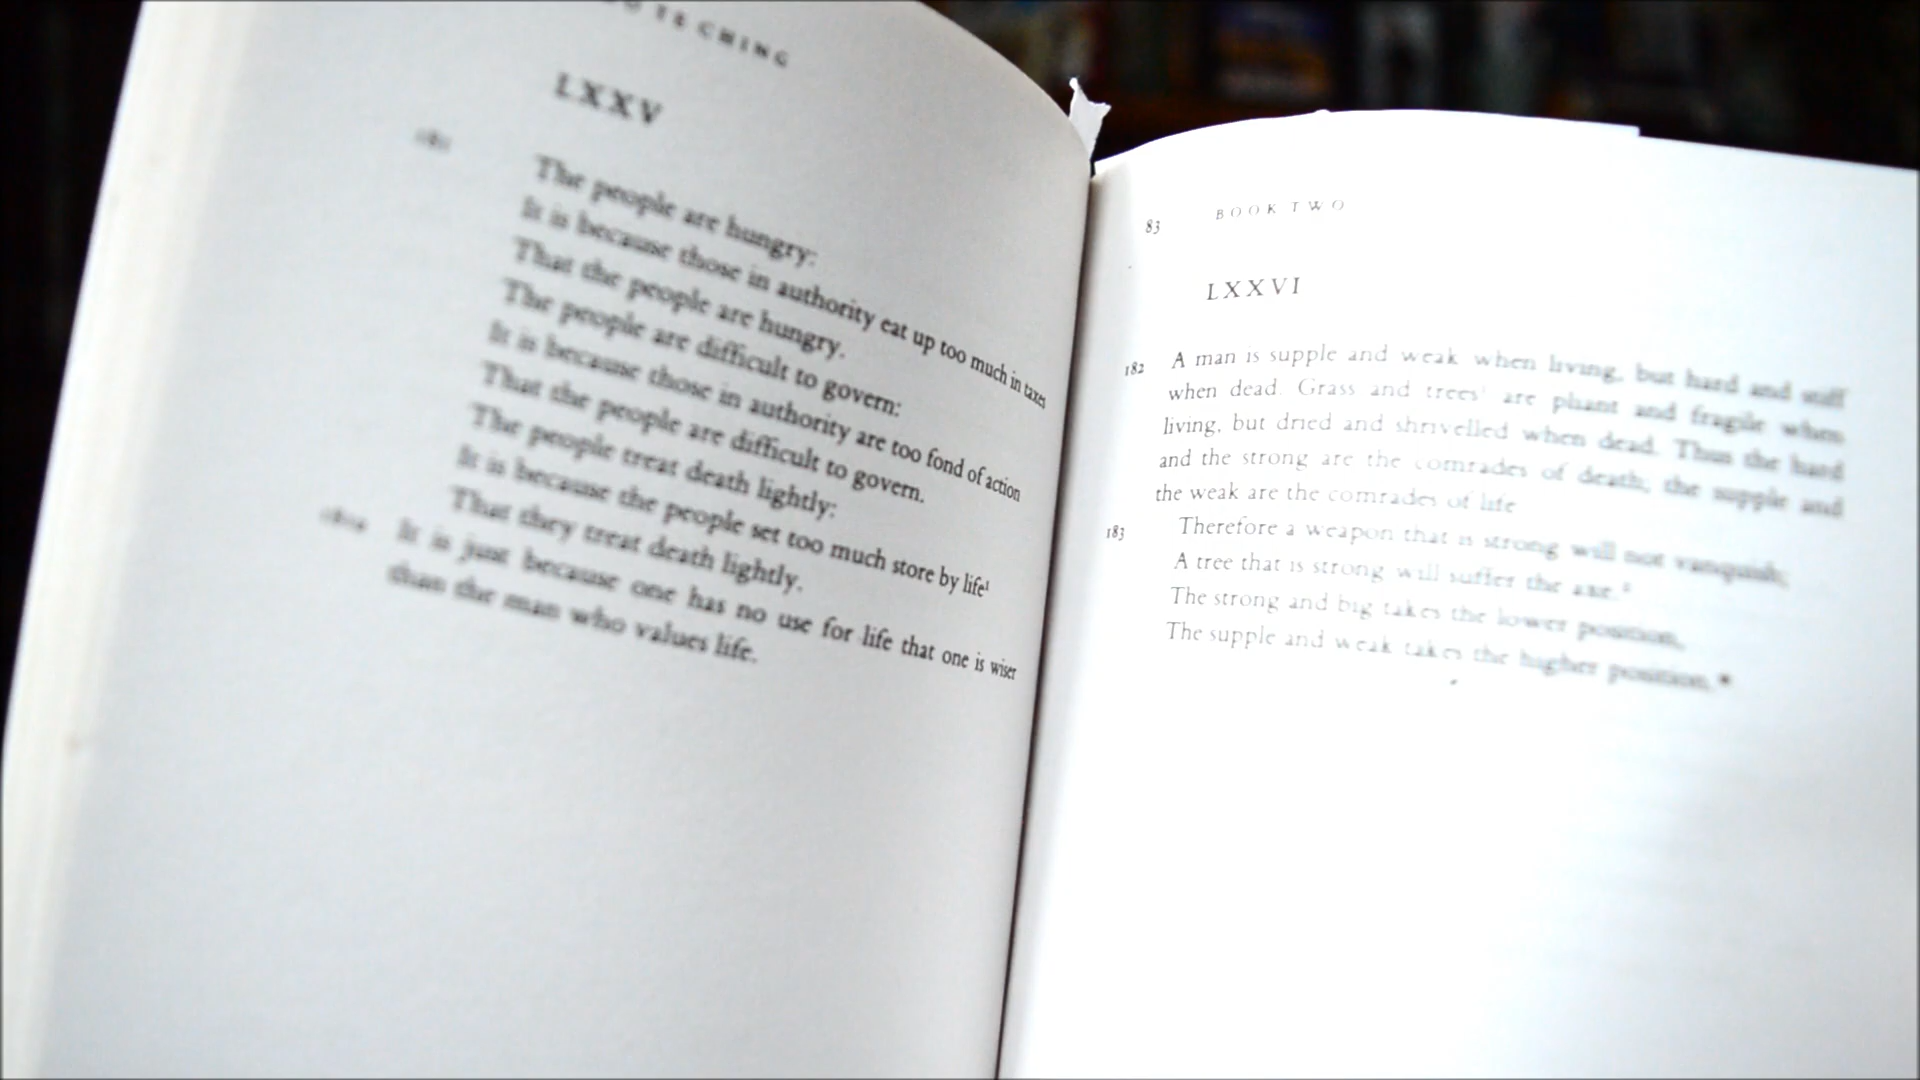 TE CHING
LXXV
181
The people are hungry:
It is because those in authority eat up too much in taxes
That the people are hungry.
The people are difficult to govern:
It is because those in authority are too fond of action
That the people are difficult to govern.
The people treat death lightly:
It is because the people set too much store by life¹
That they treat death lightly.
181a It is just because one has no use for life that one is wiser
than the man who values life.
83 BOOK TWO
LXXVI
182 A man is supple and weak when living, but hard and stiff
when dead. Grass and trees¹ are pliant and fragile when
living, but dried and shrivelled when dead. Thus the hard
and the strong are the comrades of death; the supple and
the weak are the comrades of life
183 Therefore a weapon that is strong will not vanquish;
A tree that is strong will suffer the axe.²
The strong and big takes the lower position,
The supple and weak takes the higher position.*